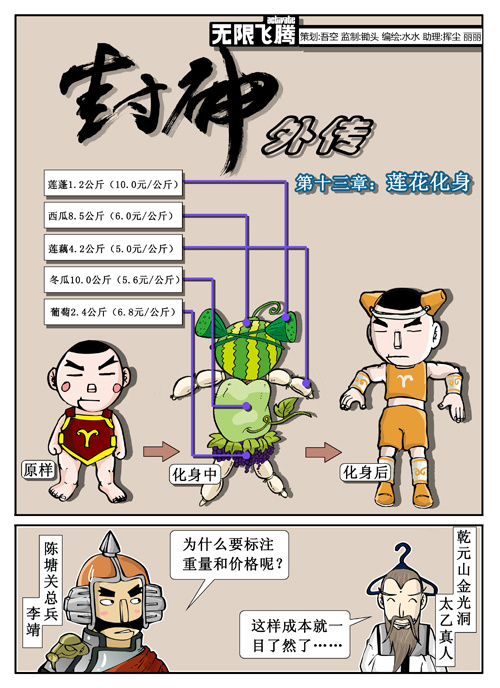 activatic
无限飞腾
策划:吾空 监制:锄头 编绘:水水 助理:挥尘 丽丽
封神
外传
第十三章：莲花化身
莲蓬1.2公斤（10.0元/公斤）
西瓜8.5公斤（6.0元/公斤）
莲藕4.2公斤（5.0元/公斤）
冬瓜10.0公斤（5.6元/公斤）
葡萄2.4公斤（6.8元/公斤）
原样
化身中
化身后
陈塘关总兵
李靖
为什么要标注
重量和价格呢？
这样成本就一
目了然了……
乾元山金光洞
太乙真人